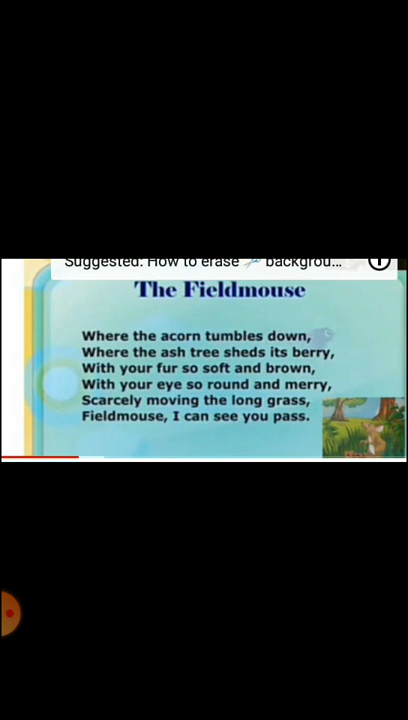 Suggested: How to erase ✂️ backgrou...
The Fieldmouse
Where the acorn tumbles down,
Where the ash tree sheds its berry,
With your fur so soft and brown,
With your eye so round and merry,
Scarcely moving the long grass,
Fieldmouse, I can see you pass.